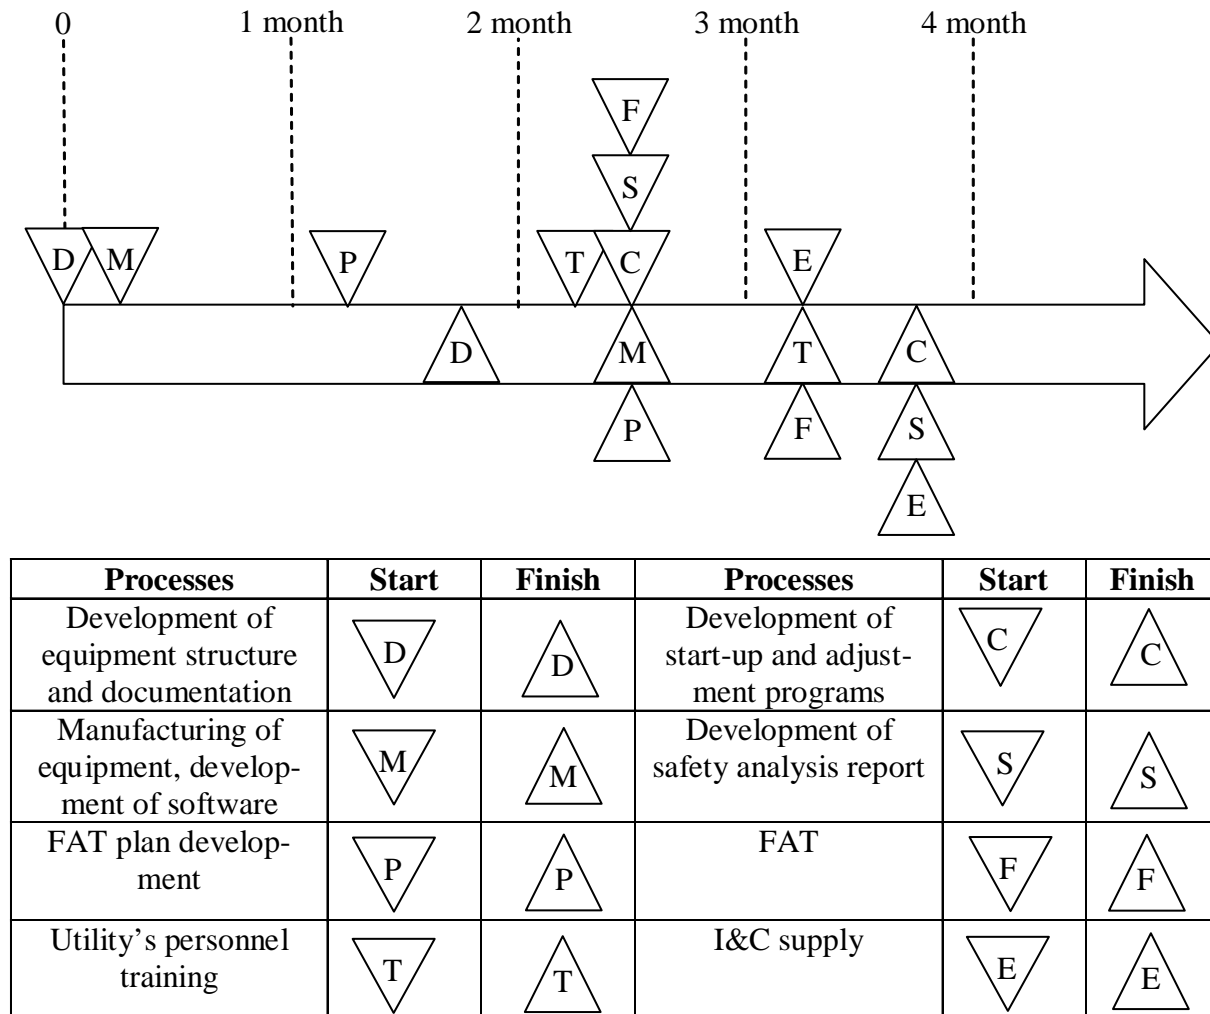 0 1 month 2 month 3 month 4 month
F
S
D M P T C E
D M T C
P F S
E
Processes Start Finish Processes Start Finish
Development of
equipment structure
and documentation
D D
Development of
start-up and adjust-
ment programs
C C
Manufacturing of
equipment, develop-
ment of software
M M
Development of
safety analysis report
S S
FAT plan develop-
ment
P P
FAT
F F
Utility’s personnel
training
T T
I&C supply
E E